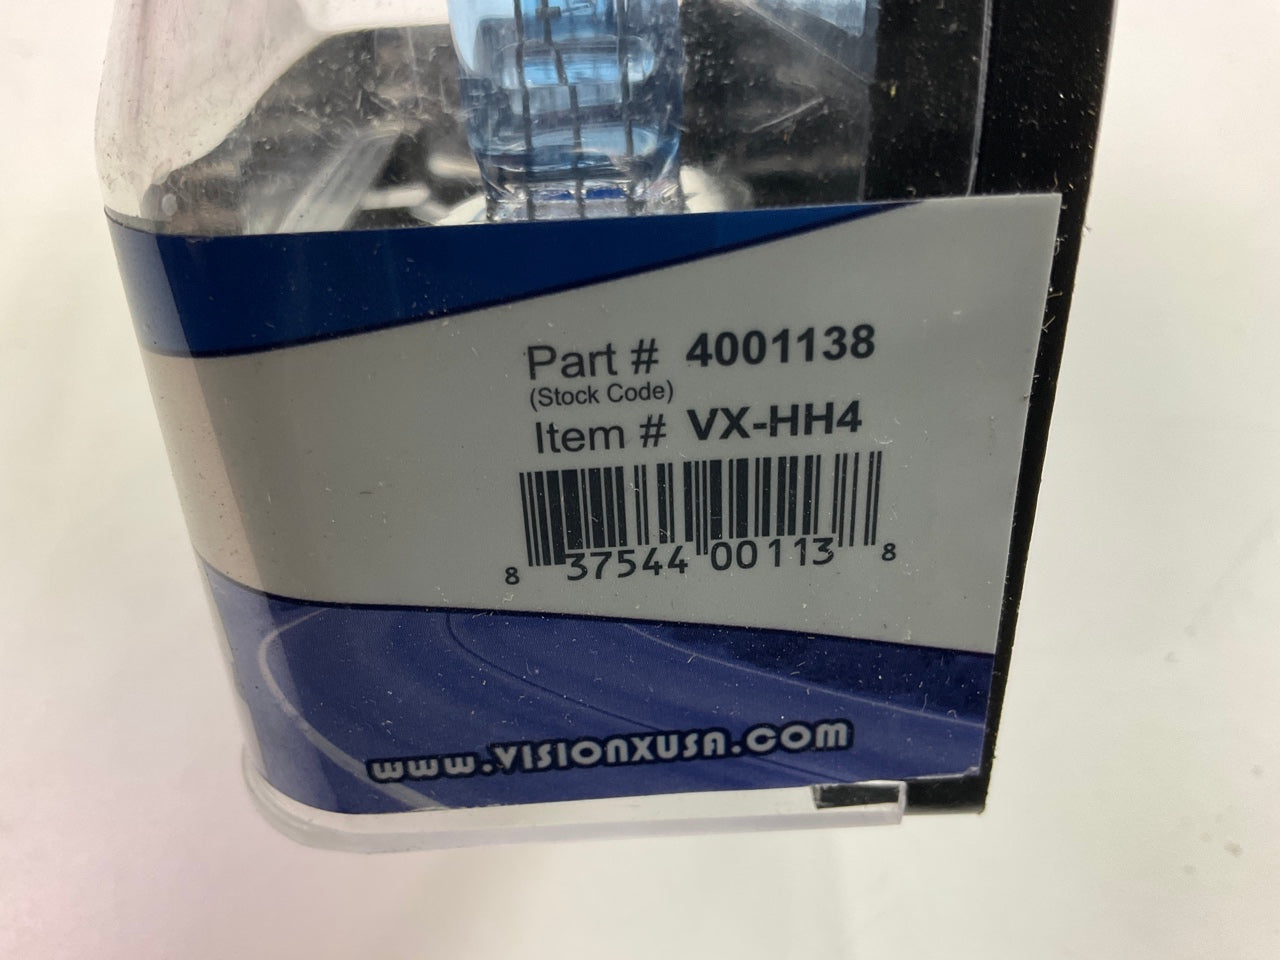 Part # 4001138
(Stock Code)
Item # VX-HH4
8 37544 00113 8
www.VISIONXUSA.COM